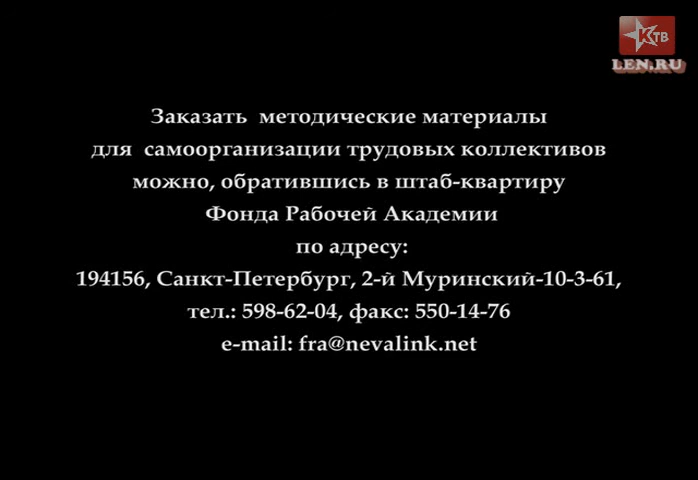 КТВ
LEN.RU
Заказать методические материалы
для самоорганизации трудовых коллективов
можно, обратившись в штаб-квартиру
Фонда Рабочей Академии
по адресу:
194156, Санкт-Петербург, 2-й Муринский-10-3-61,
тел.: 598-62-04, факс: 550-14-76
e-mail: fra@nevalink.net